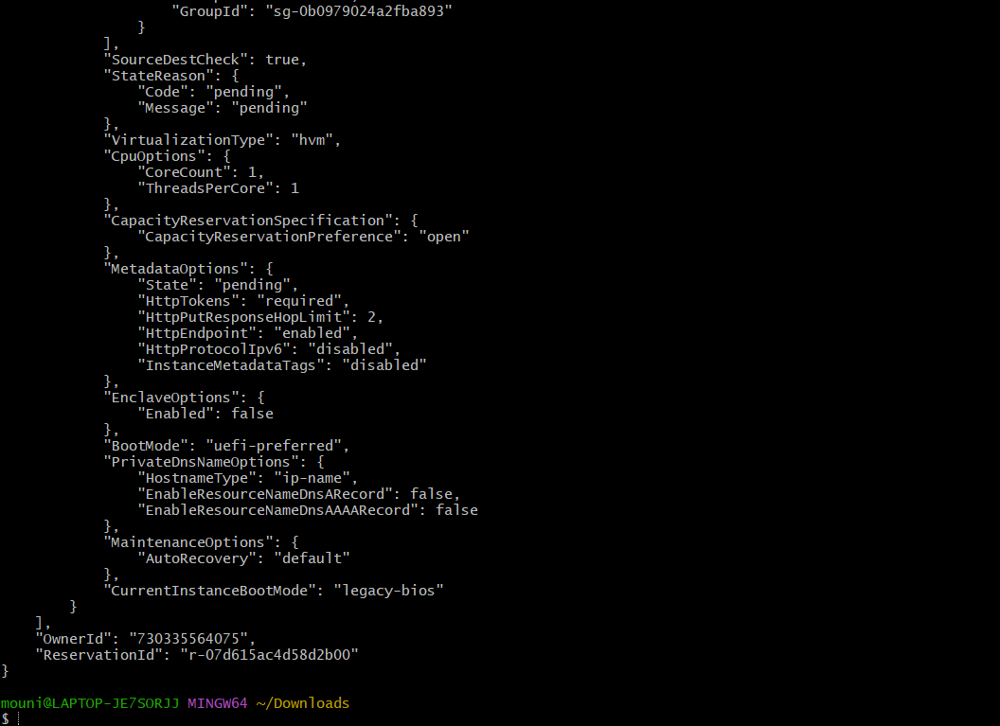 "GroupId": "sg-0b0979024a2fba893"
}
],
"SourceDestCheck": true,
"StateReason": {
"Code": "pending",
"Message": "pending"
},
"VirtualizationType": "hvm",
"CpuOptions": {
"CoreCount": 1,
"ThreadsPerCore": 1
},
"CapacityReservationSpecification": {
"CapacityReservationPreference": "open"
},
"MetadataOptions": {
"State": "pending",
"HttpTokens": "required",
"HttpPutResponseHopLimit": 2,
"HttpEndpoint": "enabled",
"HttpProtocolIpv6": "disabled",
"InstanceMetadataTags": "disabled"
},
"EnclaveOptions": {
"Enabled": false
},
"BootMode": "uefi-preferred",
"PrivateDnsNameOptions": {
"HostnameType": "ip-name",
"EnableResourceNameDnsARecord": false,
"EnableResourceNameDnsAAAARecord": false
},
"MaintenanceOptions": {
"AutoRecovery": "default"
},
"CurrentInstanceBootMode": "legacy-bios"
}
],
"OwnerId": "730335564075",
"ReservationId": "r-07d615ac4d58d2b00"
}
mouni@LAPTOP-JE7SORJJ MINGW64 ~/Downloads
$